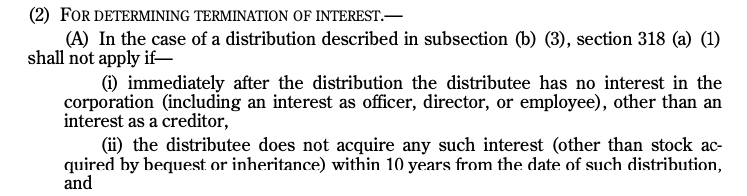 (2) FOR DETERMINING TERMINATION OF INTEREST.—
(A) In the case of a distribution described in subsection (b) (3), section 318 (a) (1)
shall not apply if—
(i) immediately after the distribution the distributee has no interest in the
corporation (including an interest as officer, director, or employee), other than an
interest as a creditor,
(ii) the distributee does not acquire any such interest (other than stock ac-
quired by bequest or inheritance) within 10 years from the date of such distribution,
and